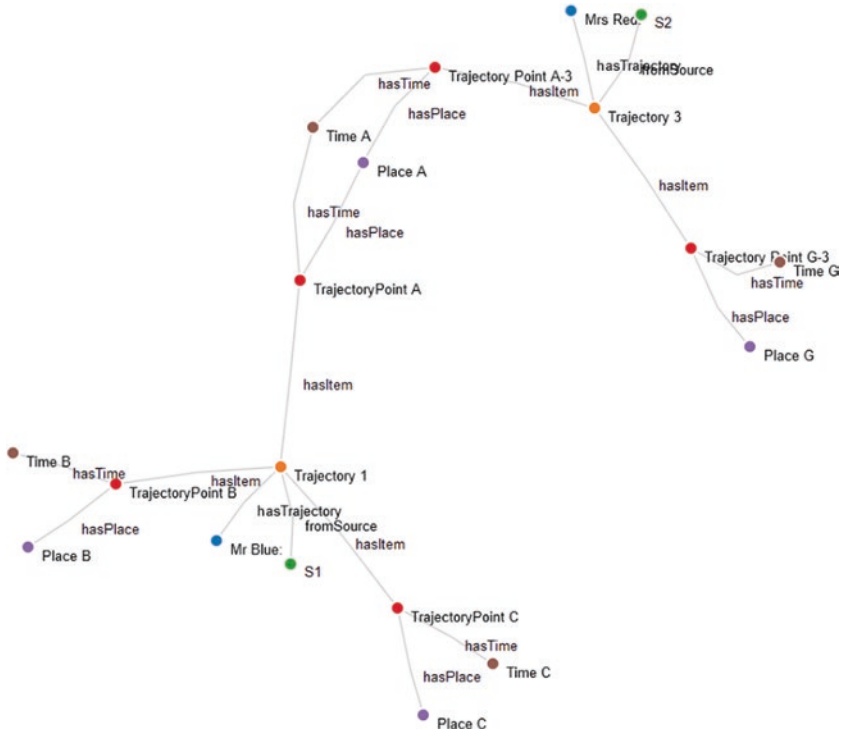 Mrs Red:
S2
hasTrajectory
fromSource
Trajectory Point A-3
hasTime
hasItem
Trajectory 3
hasPlace
Time A
Place A
hasItem
hasTime
hasPlace
Trajectory Point G-3
Time G
hasTime
TrajectoryPoint A
hasPlace
Place G
hasItem
Time B
hasTime
hasItem
Trajectory 1
TrajectoryPoint B
hasTrajectory
fromSource
hasPlace
hasItem
Place B
Mr Blue:
S1
TrajectoryPoint C
hasTime
hasPlace
Time C
Place C